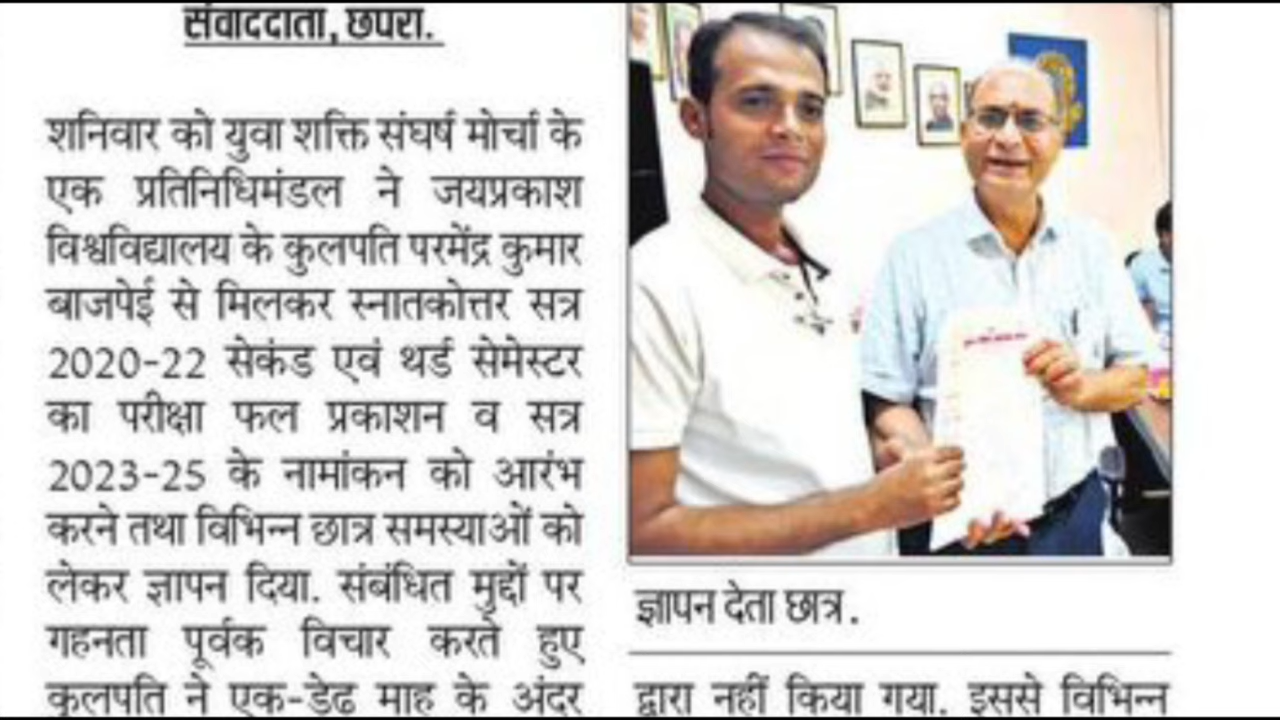 संवाददाता, छपरा.
शनिवार को युवा शक्ति संघर्ष मोर्चा के
एक प्रतिनिधिमंडल ने जयप्रकाश
विश्वविद्यालय के कुलपति परमेंद्र कुमार
बाजपेई से मिलकर स्नातकोत्तर सत्र
2020-22 सेकंड एवं थर्ड सेमेस्टर
का परीक्षा फल प्रकाशन व सत्र
2023-25 के नामांकन को आरंभ
करने तथा विभिन्न छात्र समस्याओं को
लेकर ज्ञापन दिया. संबंधित मुद्दों पर
गहनता पूर्वक विचार करते हुए
कुलपति ने एक-डेढ माह के अंदर
ज्ञापन देता छात्र.
द्वारा नहीं किया गया. इससे विभिन्न